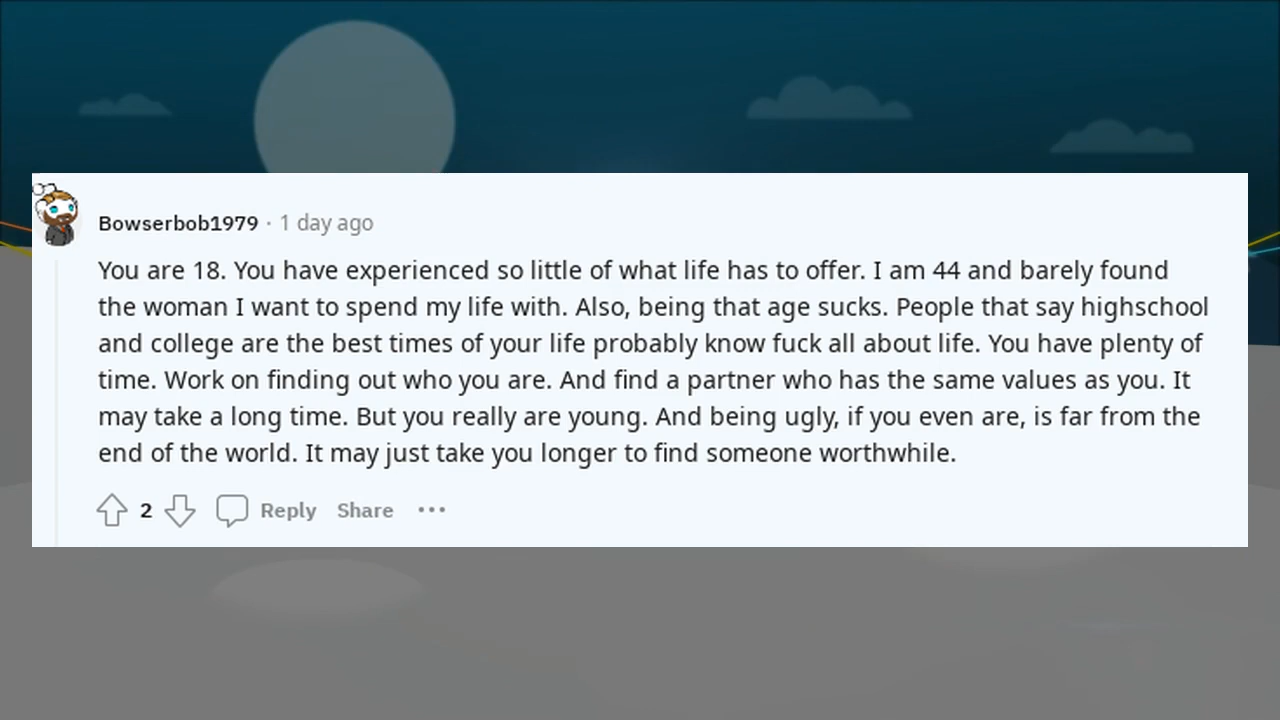 Bowserbob1979 · 1 day ago
You are 18. You have experienced so little of what life has to offer. I am 44 and barely found
the woman I want to spend my life with. Also, being that age sucks. People that say highschool
and college are the best times of your life probably know fuck all about life. You have plenty of
time. Work on finding out who you are. And find a partner who has the same values as you. It
may take a long time. But you really are young. And being ugly, if you even are, is far from the
end of the world. It may just take you longer to find someone worthwhile.
2 Reply Share ···